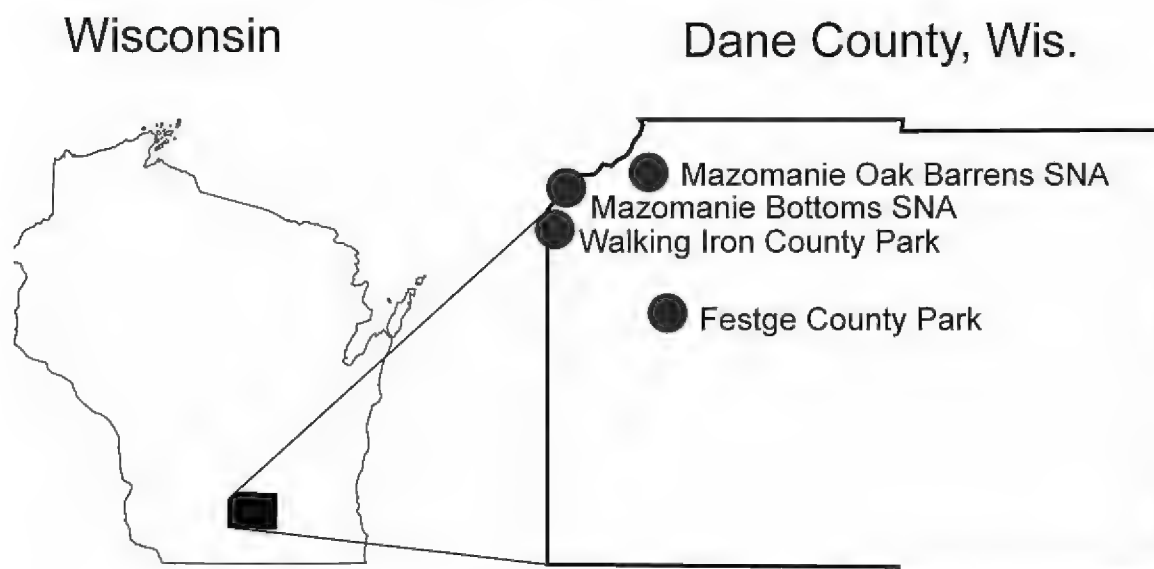 Wisconsin
Dane County, Wis.
Mazomanie Oak Barrens SNA
Mazomanie Bottoms SNA
Walking Iron County Park
Festge County Park